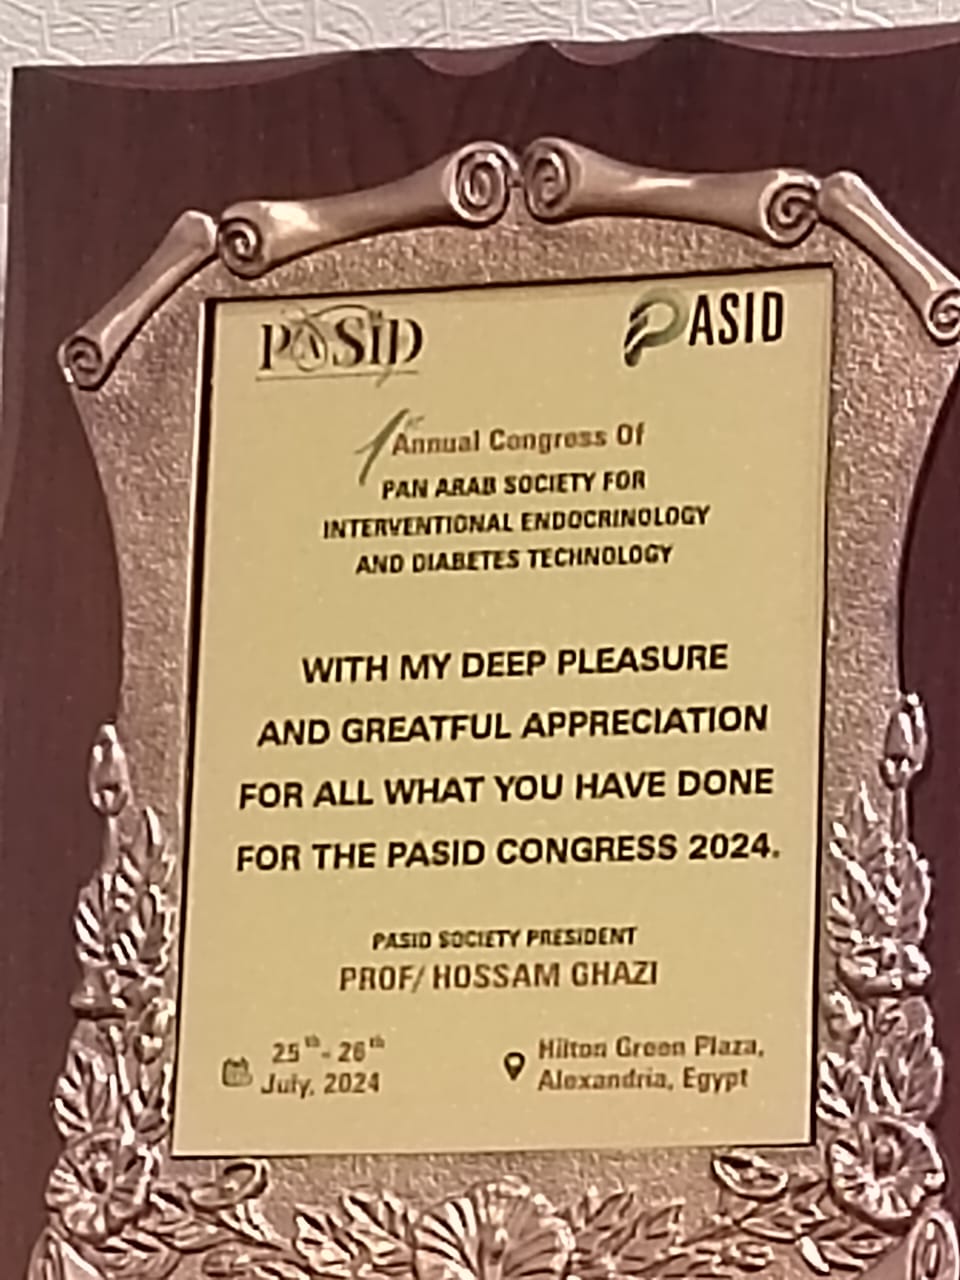 PASiD
PASID
1st Annual Congress Of
PAN ARAB SOCIETY FOR
INTERVENTIONAL ENDOCRINOLOGY
AND DIABETES TECHNOLOGY
WITH MY DEEP PLEASURE
AND GREATFUL APPRECIATION
FOR ALL WHAT YOU HAVE DONE
FOR THE PASID CONGRESS 2024.
PASID SOCIETY PRESIDENT
PROF/ HOSSAM GHAZI
25th - 26th
July, 2024
Hilton Green Plaza,
Alexandria, Egypt